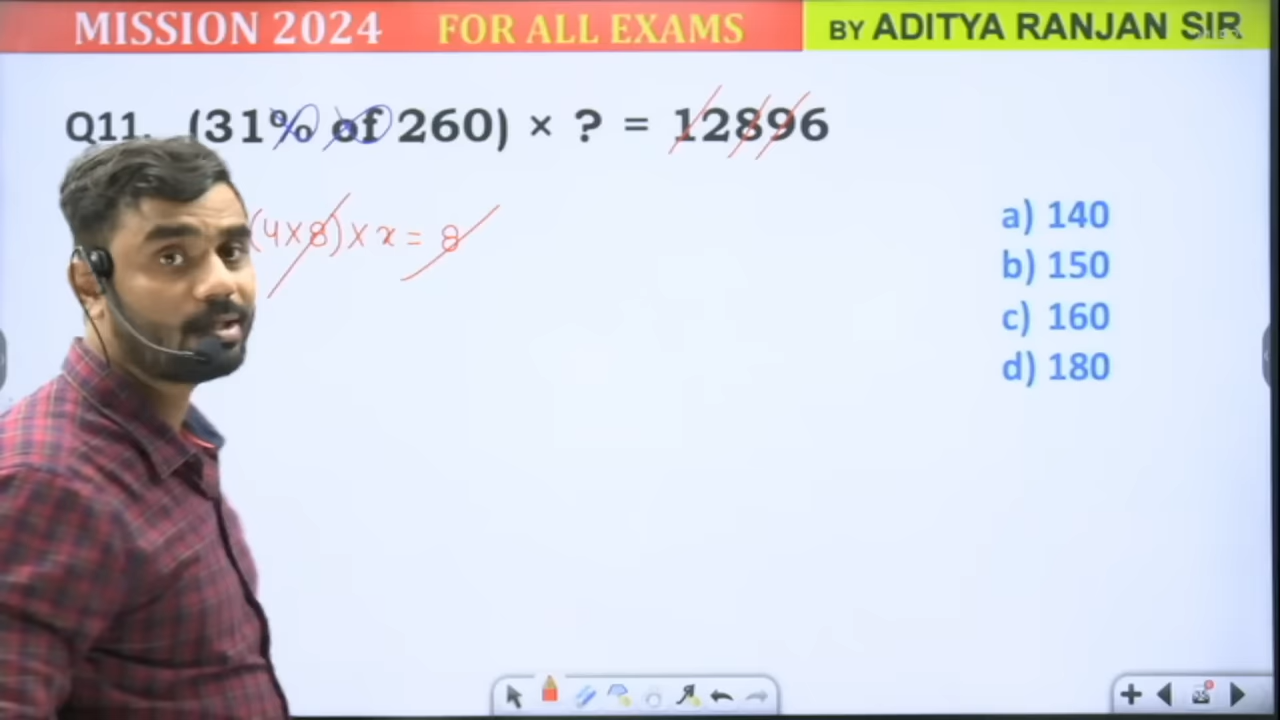 MISSION 2024 FOR ALL EXAMS BY ADITYA RANJAN SIR
Q11. (31% of 260) × ? = 12896
(4×8)×x = 8
a) 140
b) 150
c) 160
d) 180